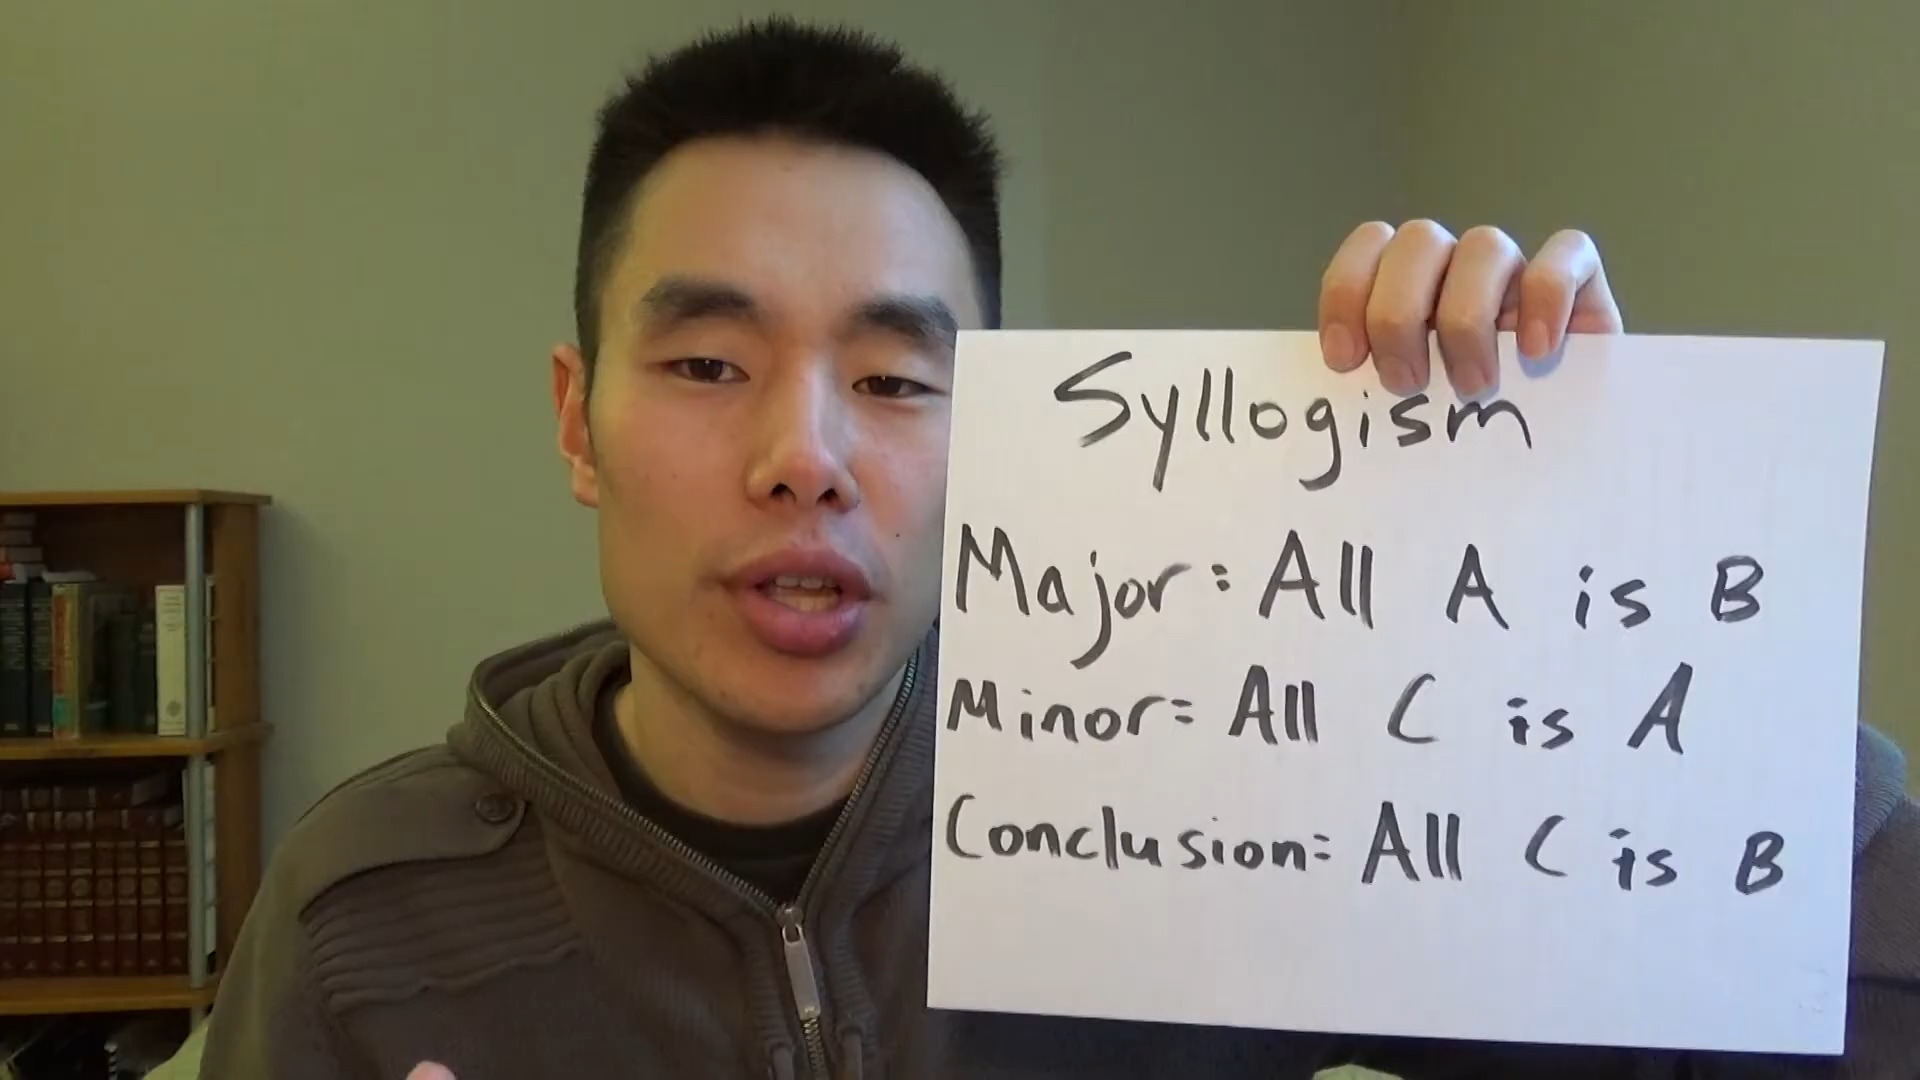 Syllogism
Major: All A is B
Minor: All C is A
Conclusion: All C is B